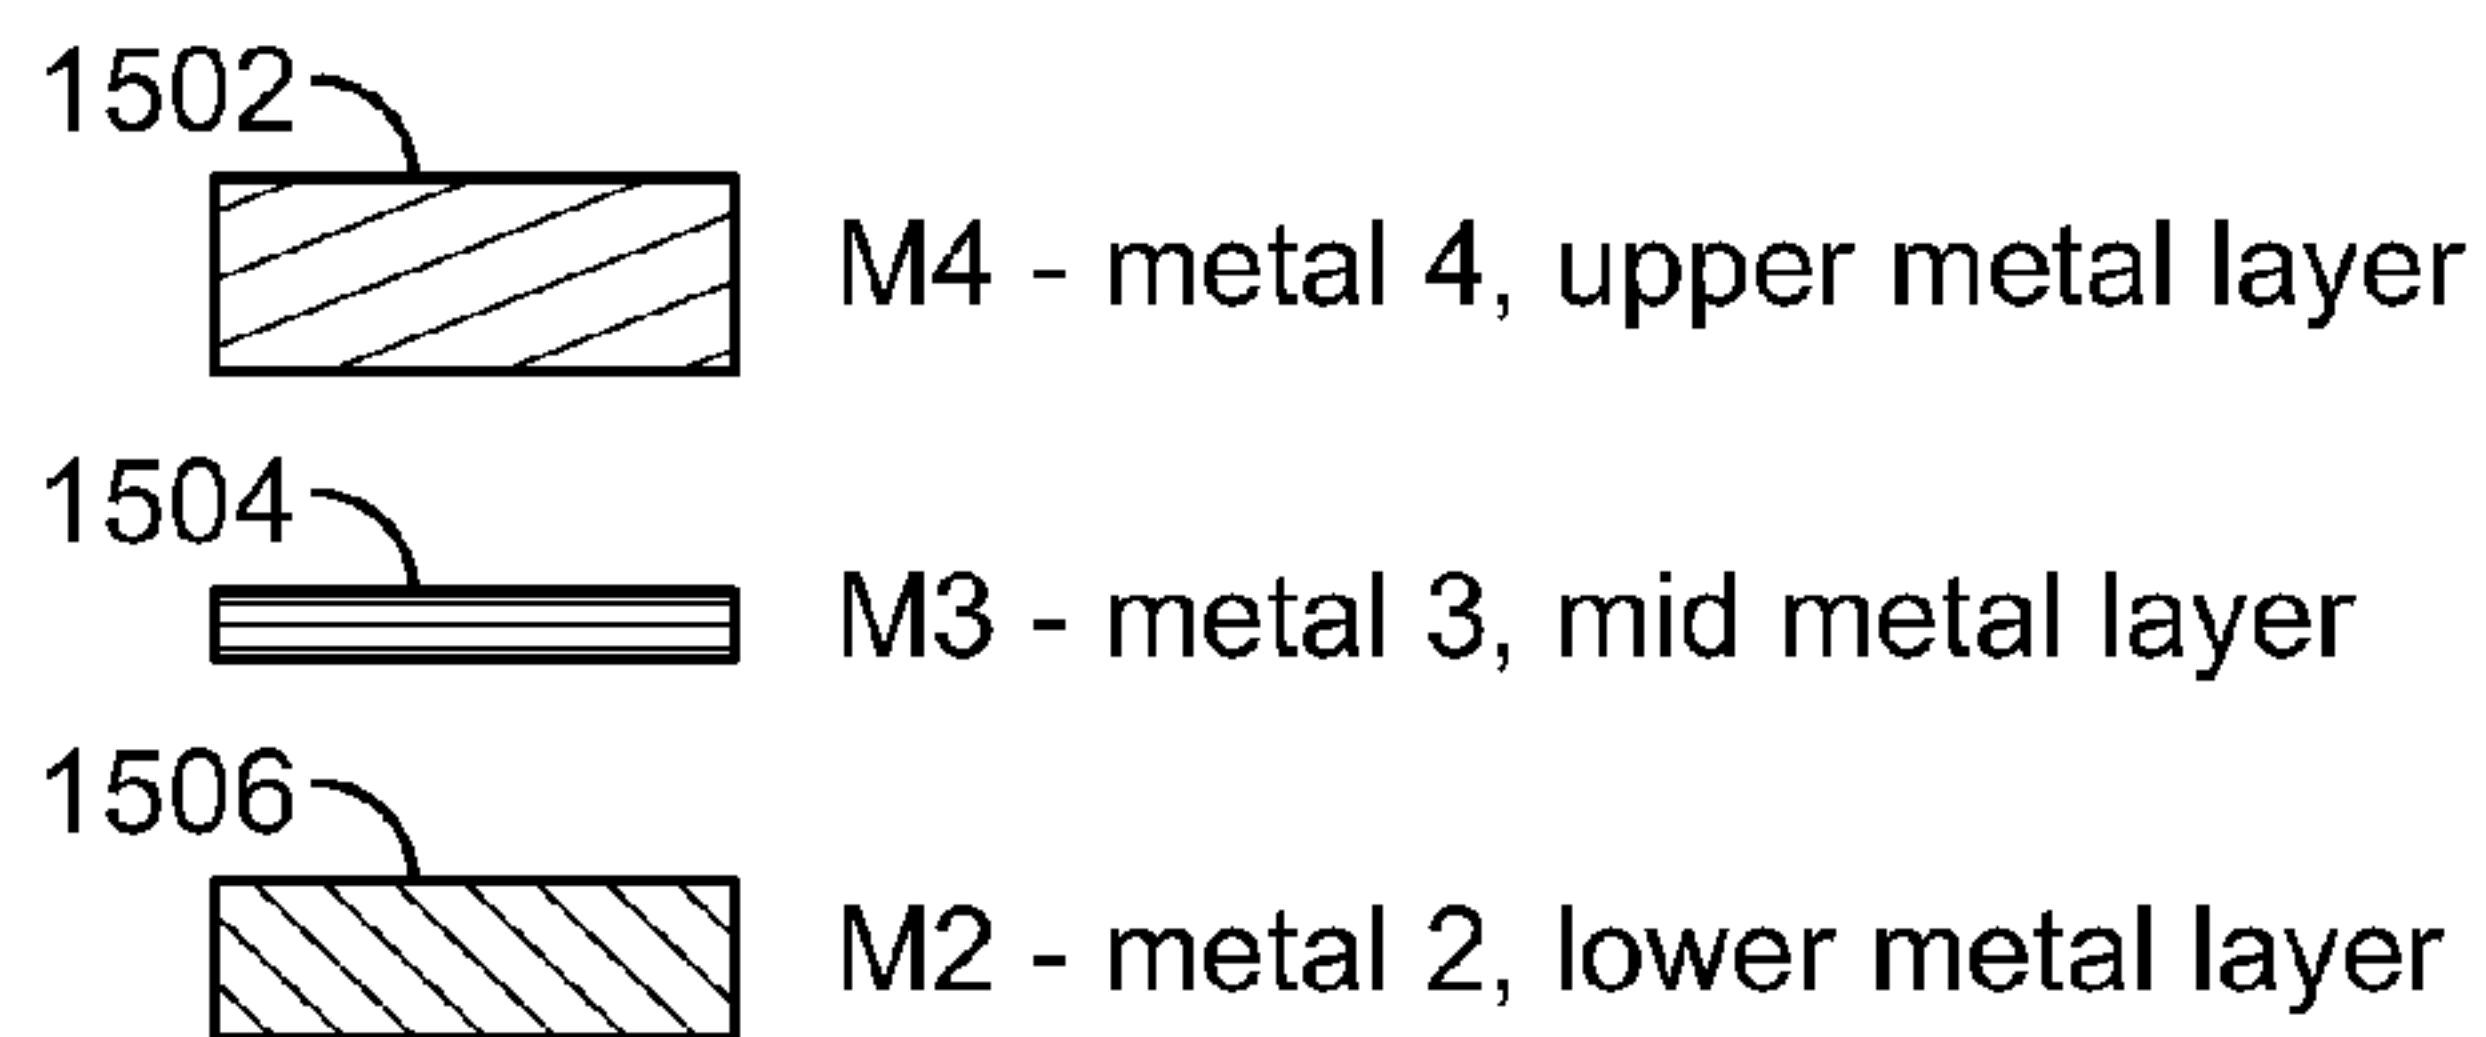 1502
M4 - metal 4, upper metal layer
1504
M3 - metal 3, mid metal layer
1506
M2 - metal 2, lower metal layer